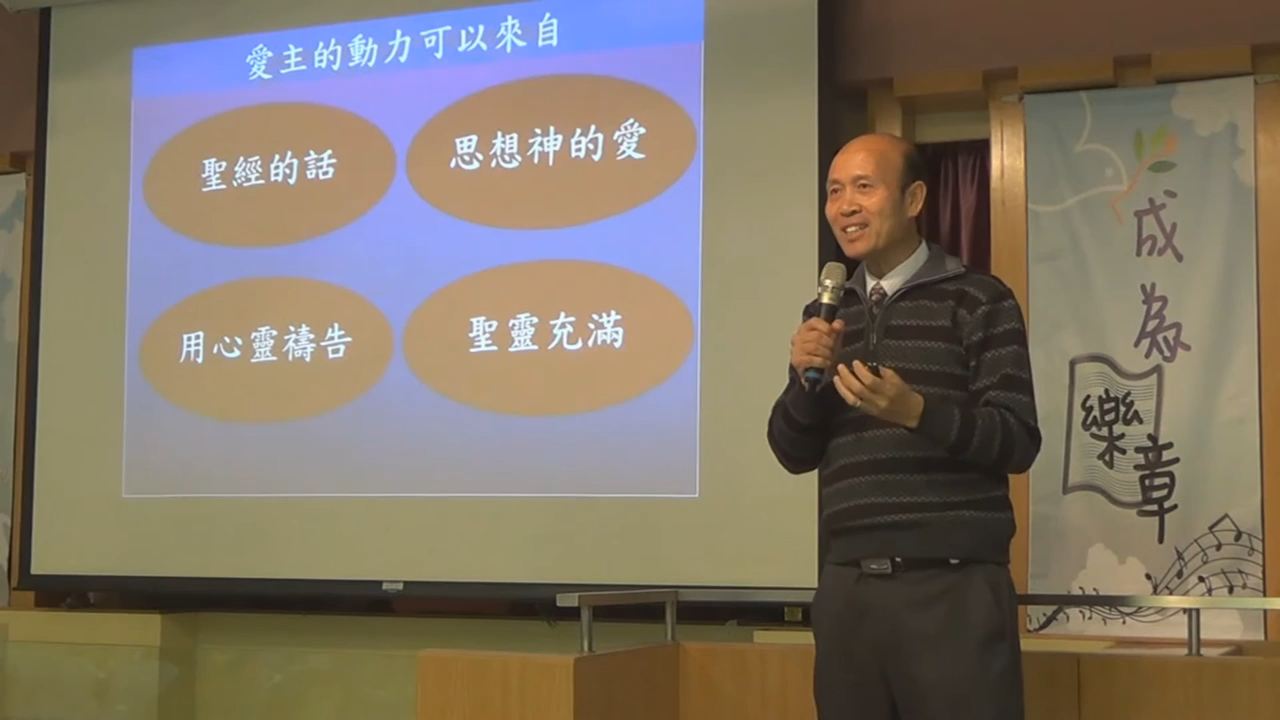 愛主的動力可以來自
聖經的話
思想神的愛
用心靈禱告
聖靈充滿
成為
樂章